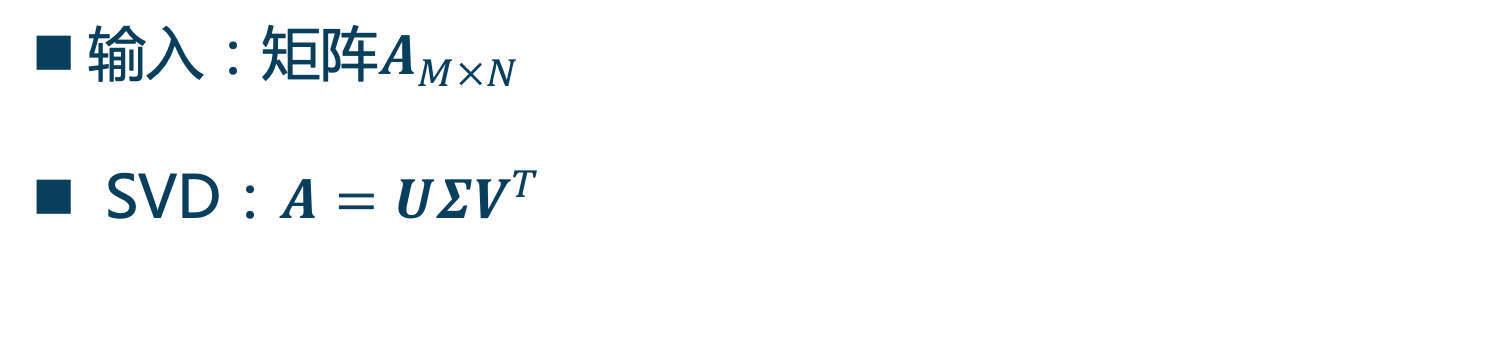 ■ 输入：矩阵𝑨_{M×N}
■ SVD：𝑨 = 𝑼𝜮𝑽^T